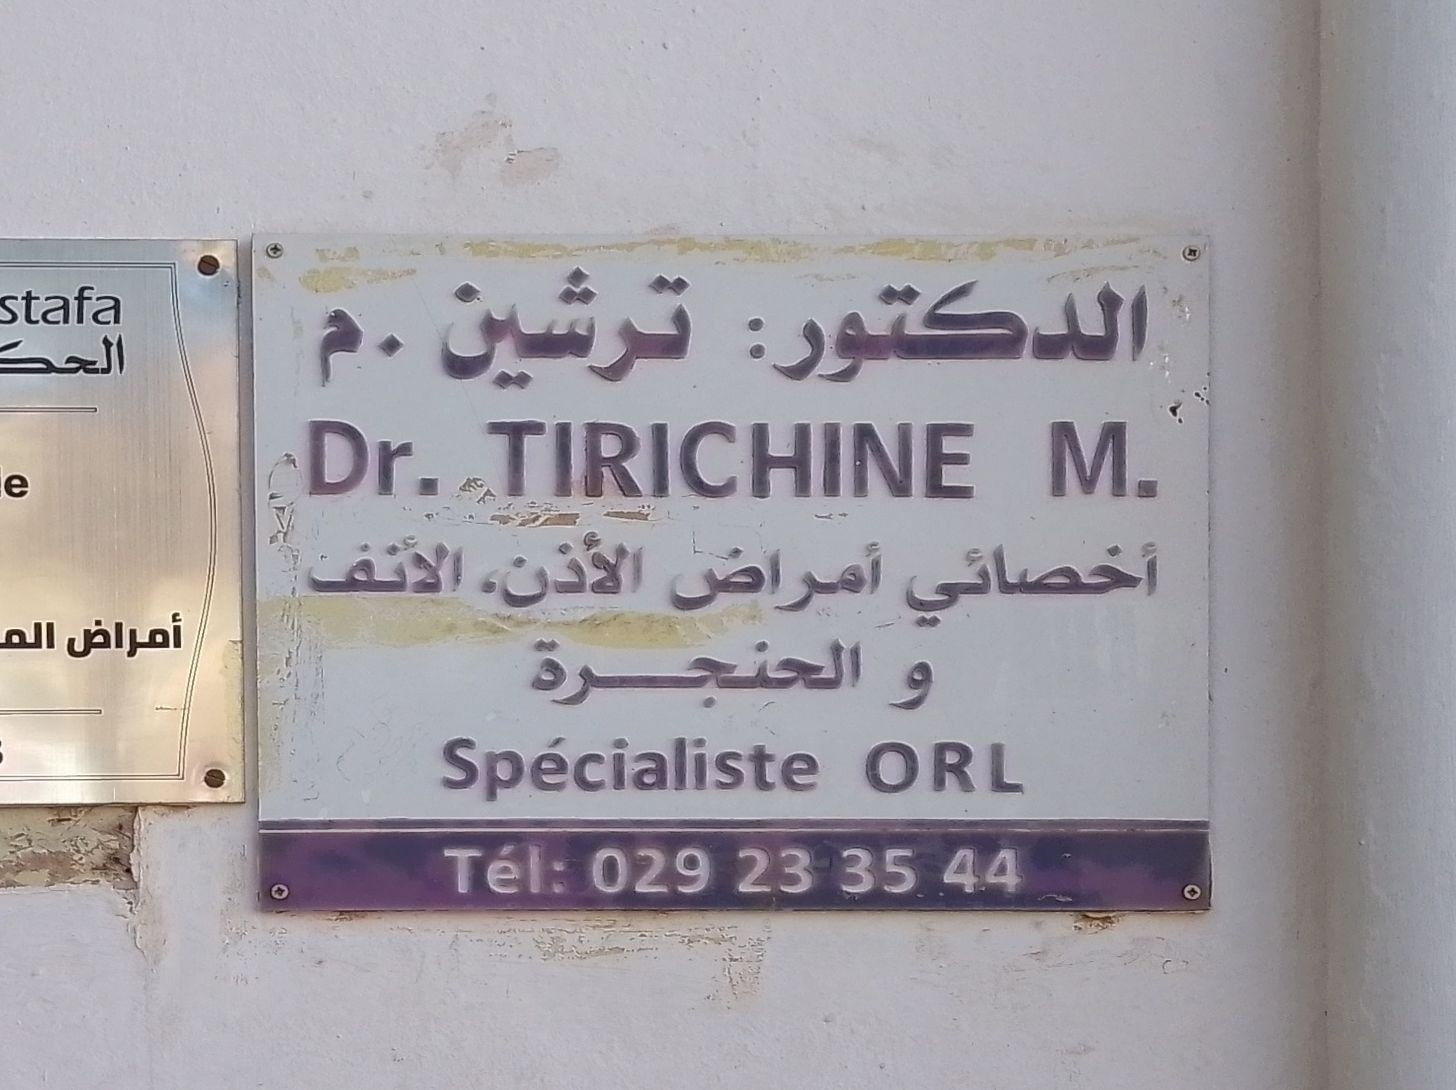 الدكتور: ترشين .م
Dr. TIRICHINE M.
أخصائي أمراض الأذن، الأنف
و الحنجرة
Spécialiste ORL
Tél: 029 23 35 44
stafa
الحك
le
أمراض الم